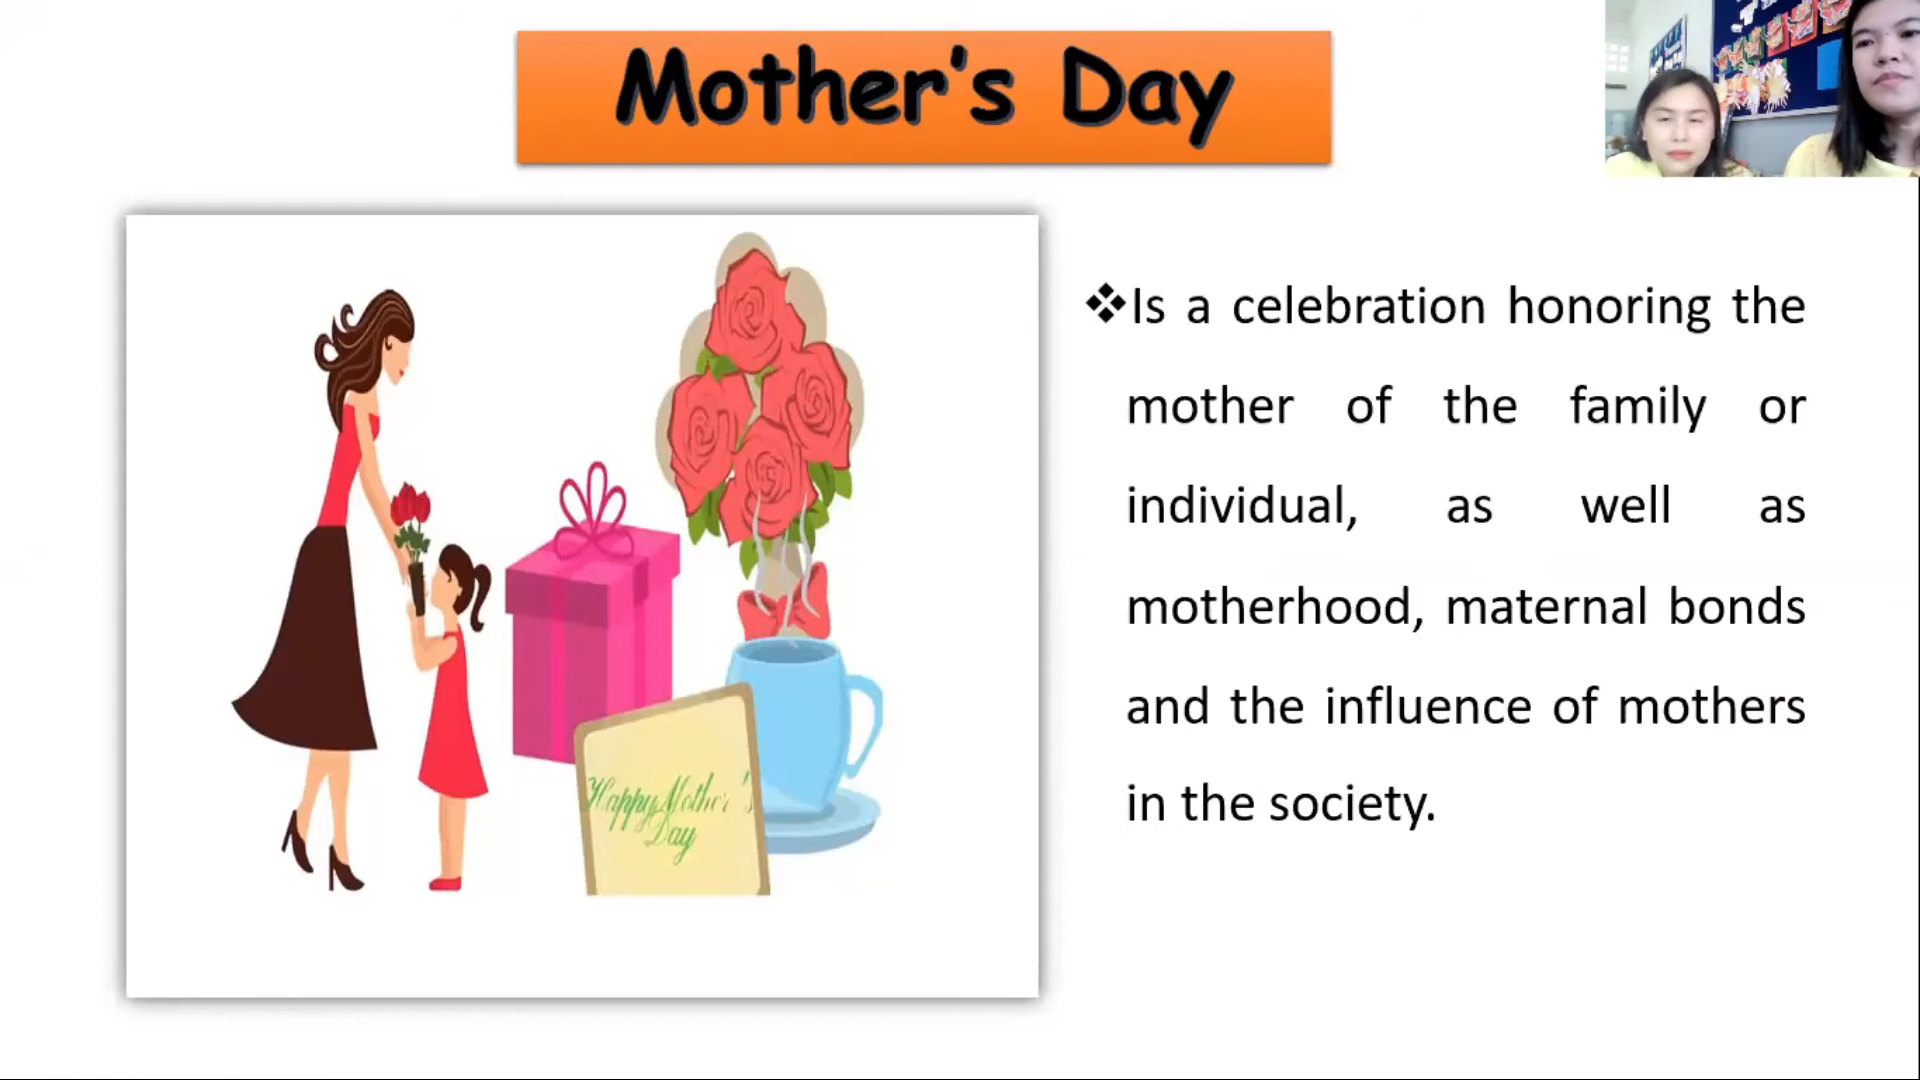 Mother's Day
❖Is a celebration honoring the
mother of the family or
individual, as well as
motherhood, maternal bonds
and the influence of mothers
in the society.
Happy Mother's
Day